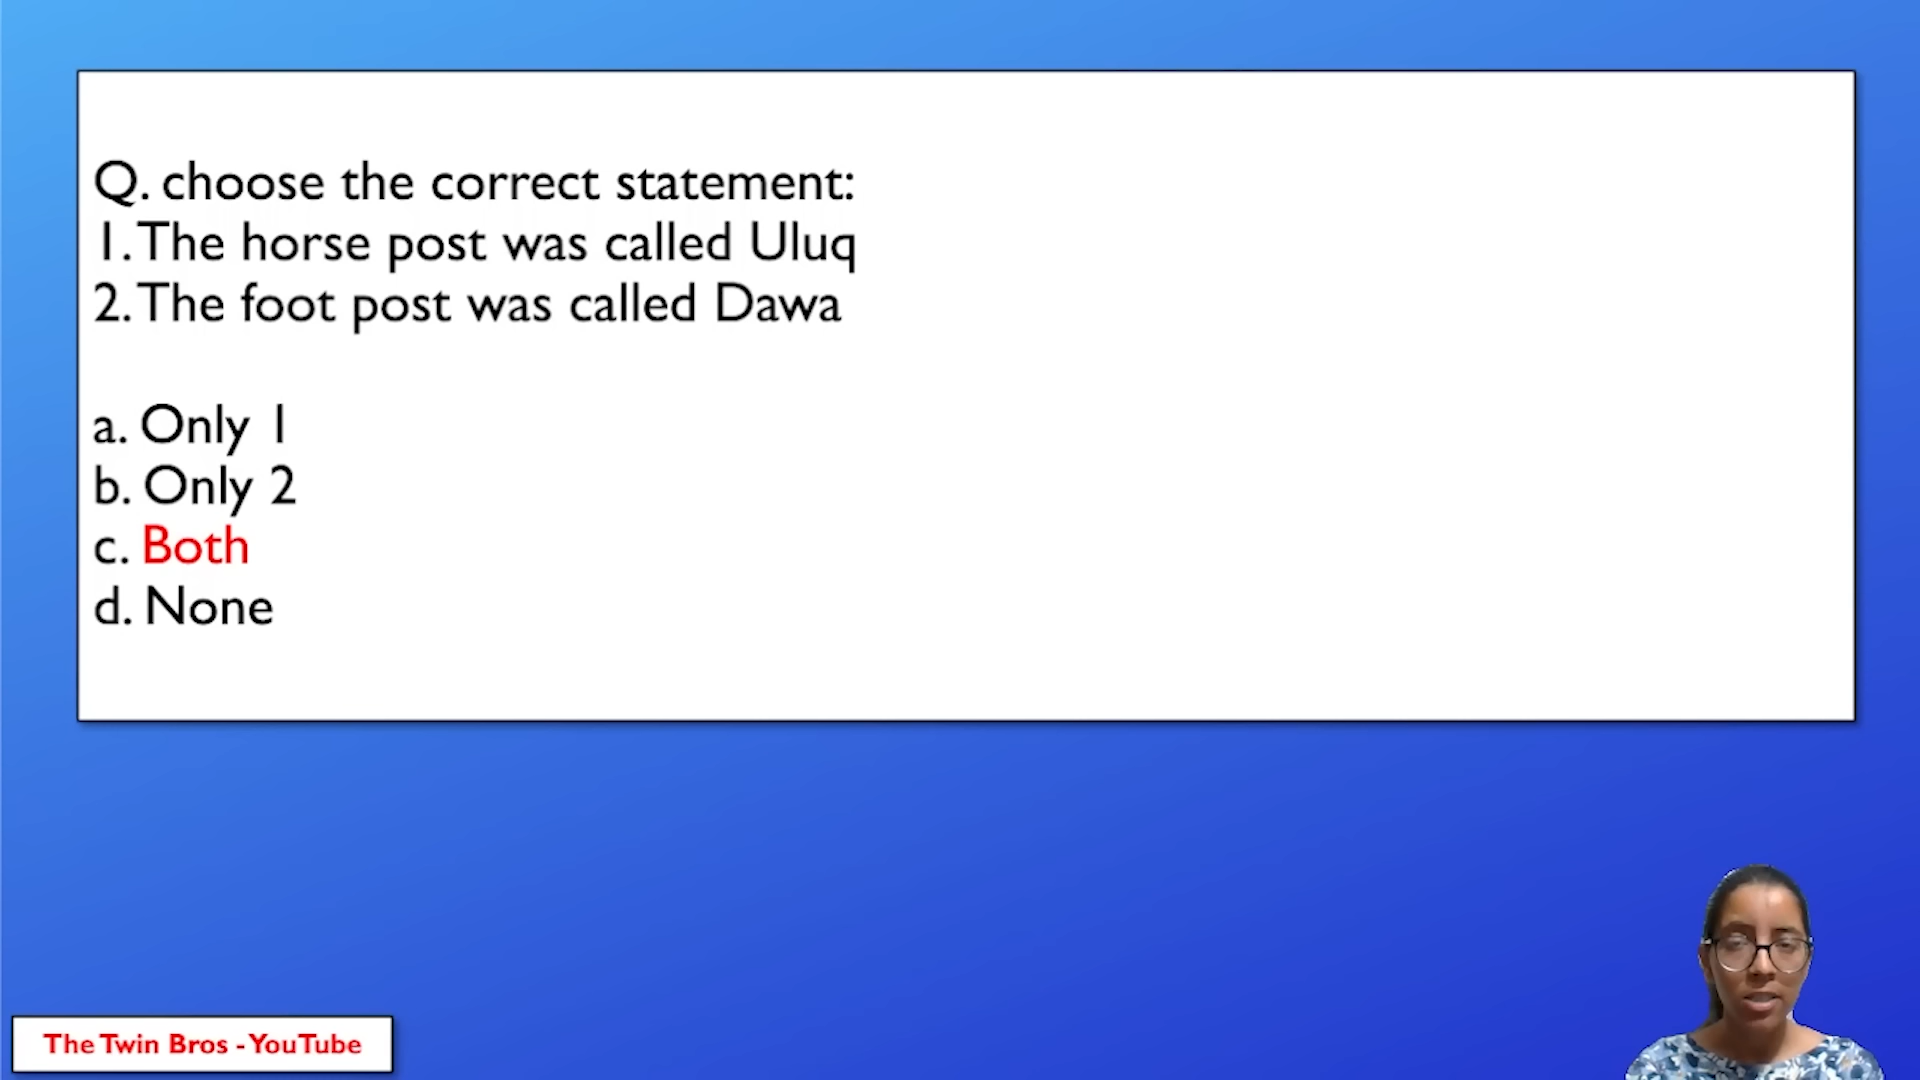 Q. choose the correct statement:
1. The horse post was called Uluq
2. The foot post was called Dawa
a. Only 1
b. Only 2
c. Both
d. None
The Twin Bros - YouTube